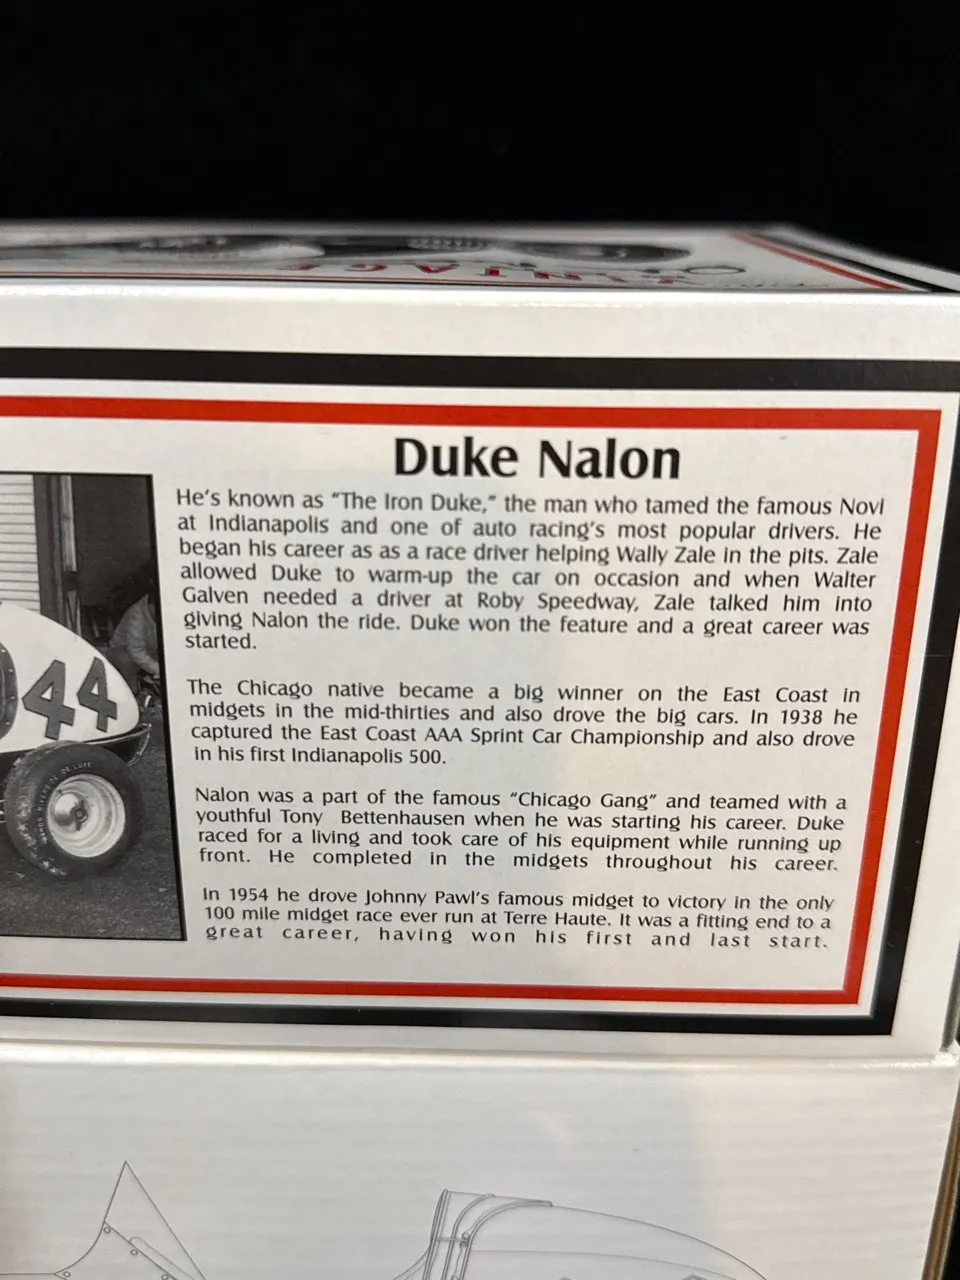 VINTAGE
Duke Nalon
He's known as "The Iron Duke," the man who tamed the famous Novi
at Indianapolis and one of auto racing's most popular drivers. He
began his career as as a race driver helping Wally Zale in the pits. Zale
allowed Duke to warm-up the car on occasion and when Walter
Galven needed a driver at Roby Speedway, Zale talked him into
giving Nalon the ride. Duke won the feature and a great career was
started.
The Chicago native became a big winner on the East Coast in
midgets in the mid-thirties and also drove the big cars. In 1938 he
captured the East Coast AAA Sprint Car Championship and also drove
in his first Indianapolis 500.
Nalon was a part of the famous "Chicago Gang" and teamed with a
youthful Tony Bettenhausen when he was starting his career. Duke
raced for a living and took care of his equipment while running up
front. He completed in the midgets throughout his career.
In 1954 he drove Johnny Pawl's famous midget to victory in the only
100 mile midget race ever run at Terre Haute. It was a fitting end to a
great career, having won his first and last start.
44
RIVERSIDE DE LUXE